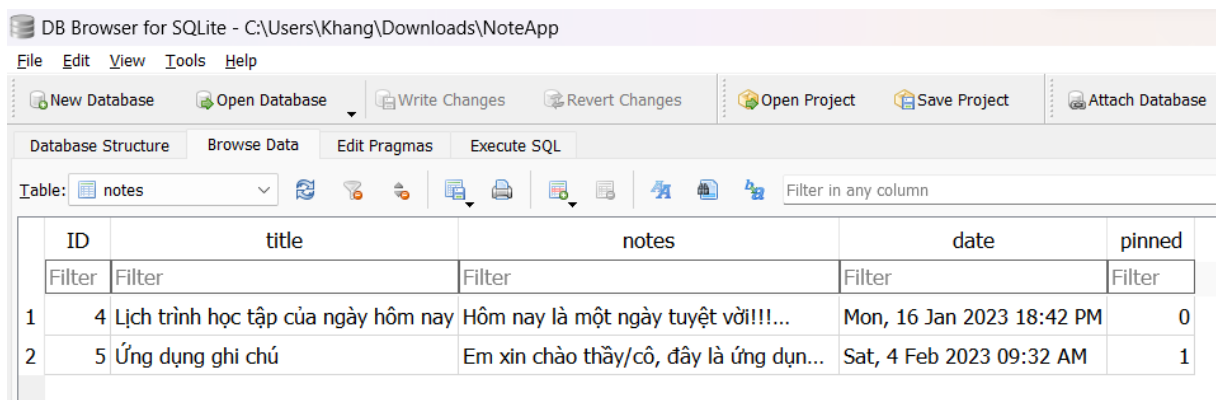 DB Browser for SQLite - C:\Users\Khang\Downloads\NoteApp
File Edit View Tools Help
New Database Open Database Write Changes Revert Changes Open Project Save Project Attach Database
Database Structure Browse Data Edit Pragmas Execute SQL
Table: notes Filter in any column
ID title notes date pinned
Filter Filter Filter Filter Filter
1 4 Lịch trình học tập của ngày hôm nay Hôm nay là một ngày tuyệt vời!!!... Mon, 16 Jan 2023 18:42 PM 0
2 5 Ứng dụng ghi chú Em xin chào thầy/cô, đây là ứng dụn... Sat, 4 Feb 2023 09:32 AM 1